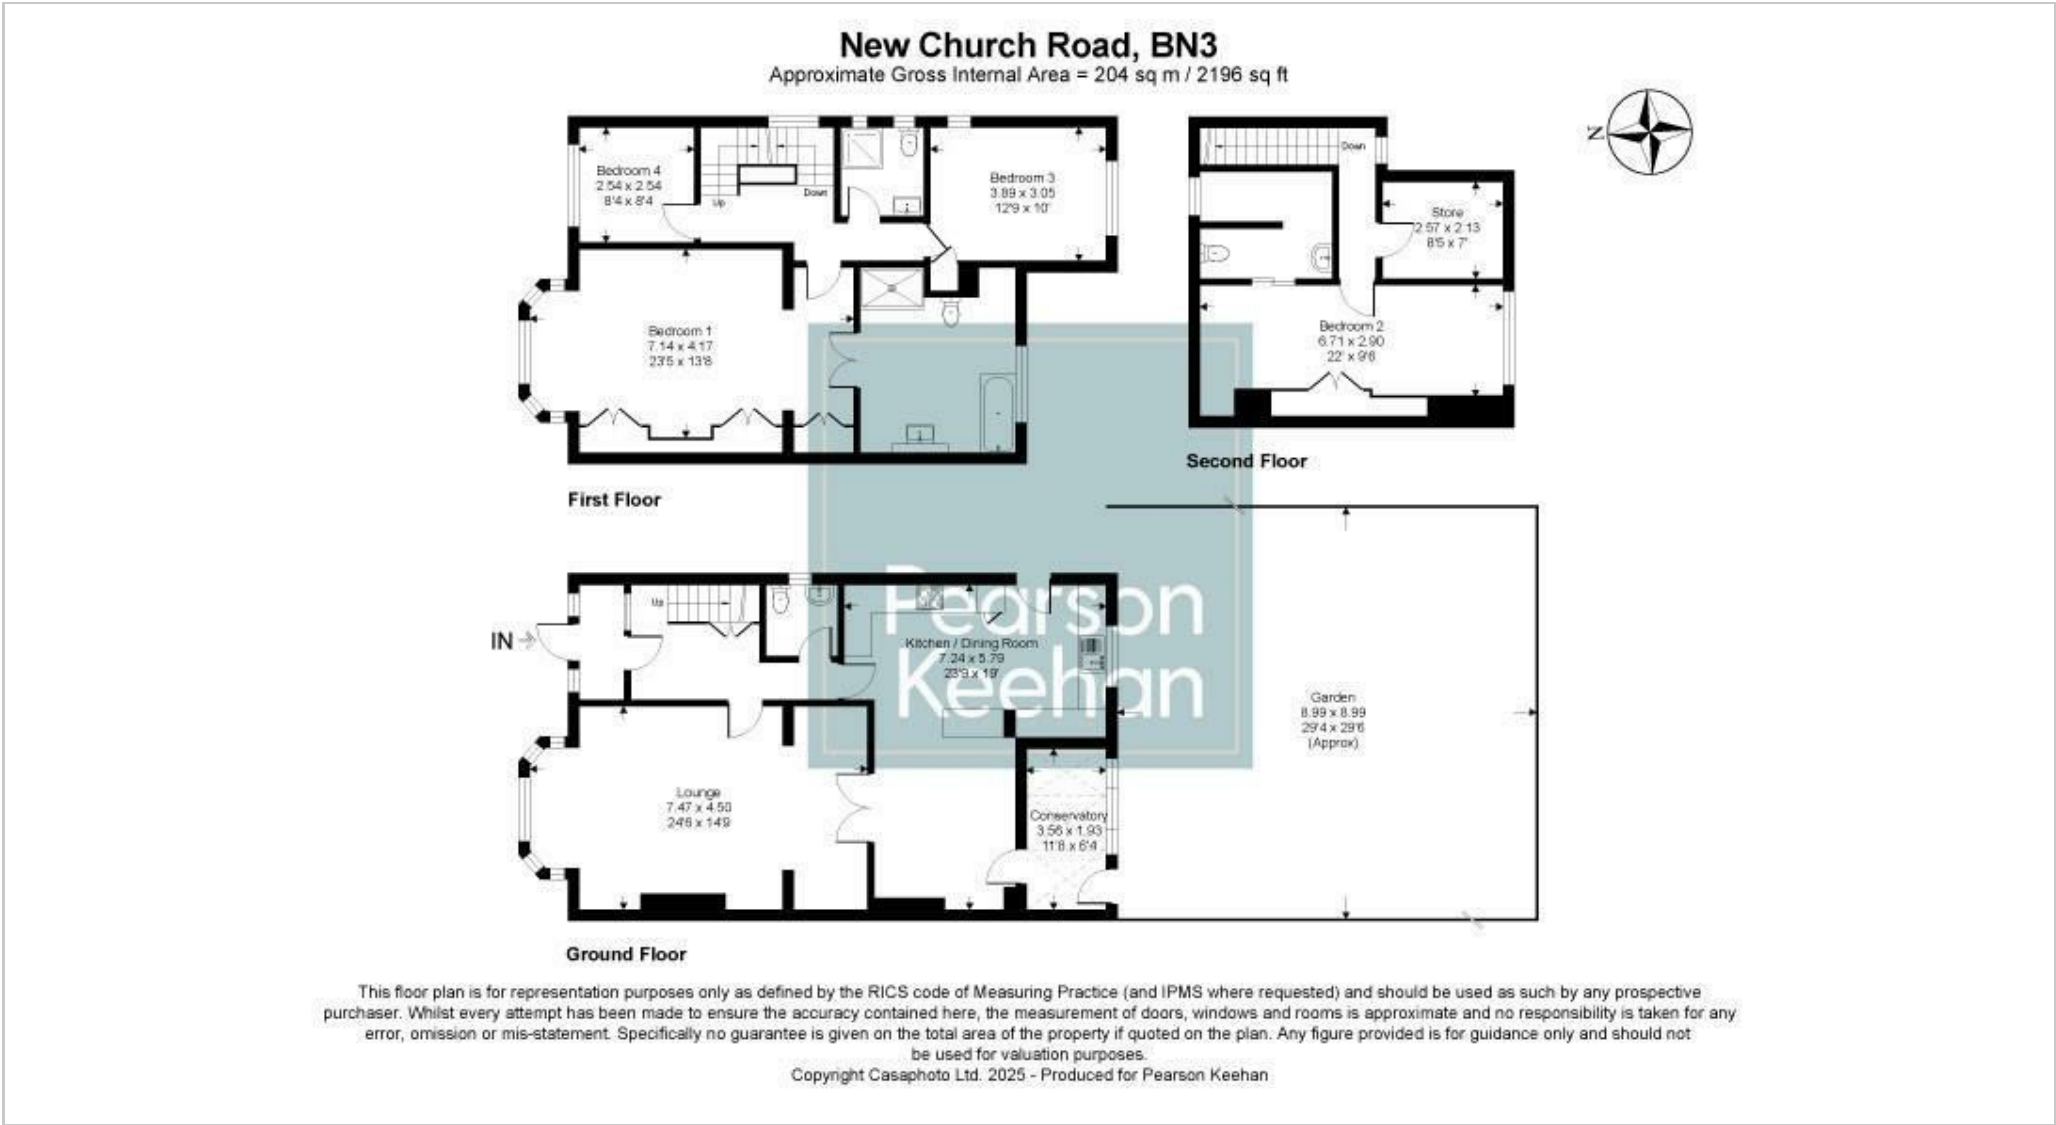 New Church Road, BN3
Approximate Gross Internal Area = 204 sq m / 2196 sq ft
N
Bedroom 4
2.54 x 2.54
8'4 x 8'4
Up
Down
Bedroom 3
3.89 x 3.05
12'9 x 10'
Bedroom 1
7.14 x 4.17
23'5 x 13'8
First Floor
Down
Store
2.57 x 2.13
8'5 x 7'
Bedroom 2
6.71 x 2.90
22' x 9'6
Second Floor
Pearson
Keehan
IN
Up
Kitchen / Dining Room
7.24 x 5.79
23'9 x 19'
Lounge
7.47 x 4.50
24'6 x 14'9
Conservatory
3.56 x 1.93
11'8 x 6'4
Garden
8.99 x 8.99
29'4 x 29'6
(Approx)
Ground Floor
This floor plan is for representation purposes only as defined by the RICS code of Measuring Practice (and IPMS where requested) and should be used as such by any prospective
purchaser. Whilst every attempt has been made to ensure the accuracy contained here, the measurement of doors, windows and rooms is approximate and no responsibility is taken for any
error, omission or mis-statement. Specifically no guarantee is given on the total area of the property if quoted on the plan. Any figure provided is for guidance only and should not
be used for valuation purposes.
Copyright Casaphoto Ltd. 2025 - Produced for Pearson Keehan